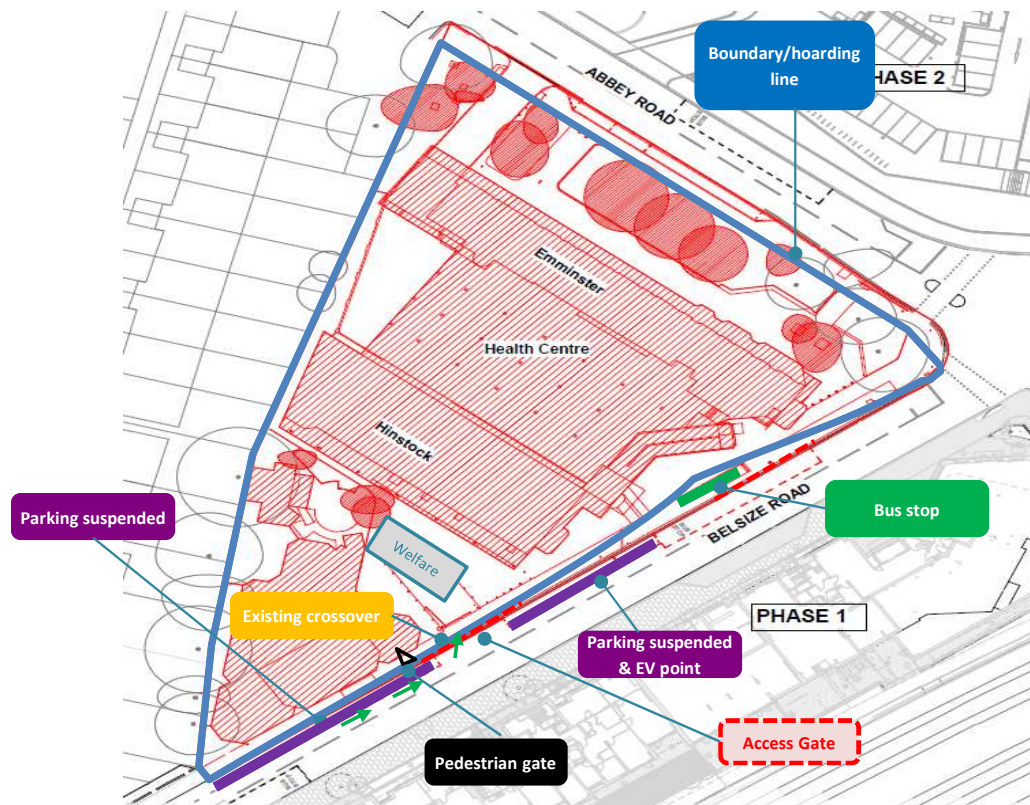 Boundary/hoarding
line
HASE 2
ABBEY ROAD
Emminster
Health Centre
Hinstock
Parking suspended
Welfare
BELSIZE ROAD
Bus stop
Existing crossover
PHASE 1
Parking suspended
& EV point
Access Gate
Pedestrian gate